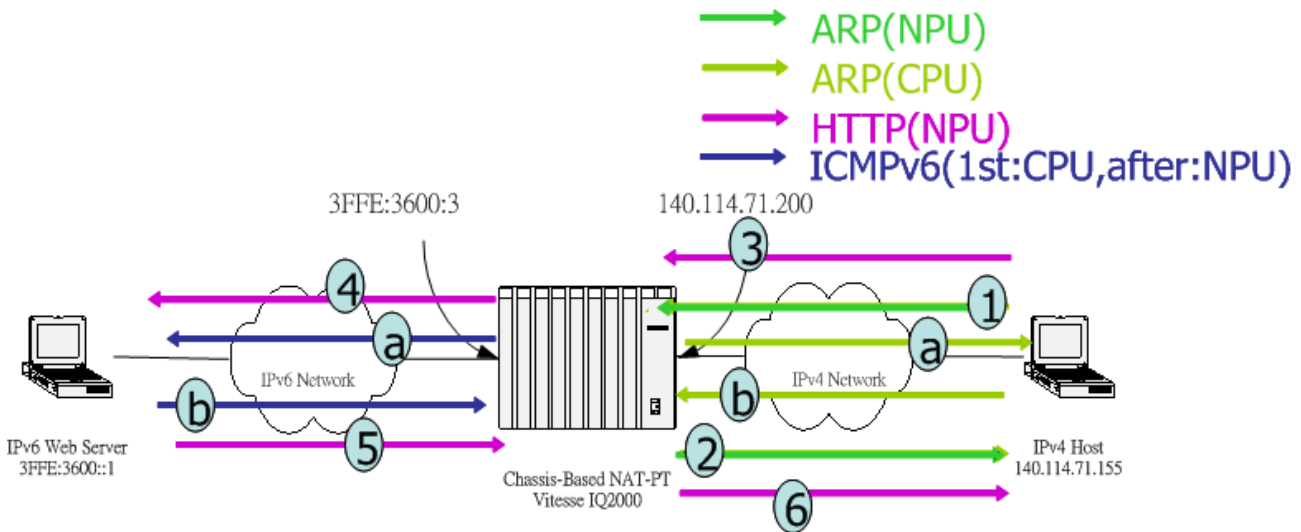 ARP(NPU)
ARP(CPU)
HTTP(NPU)
ICMPv6(1st:CPU,after:NPU)
3FFE:3600:3
140.114.71.200
3
4
1
a
a
IPv6 Network
IPv4 Network
b
b
5
2
6
IPv6 Web Server
3FFE:3600::1
Chassis-Based NAT-PT
Vitesse IQ2000
IPv4 Host
140.114.71.155